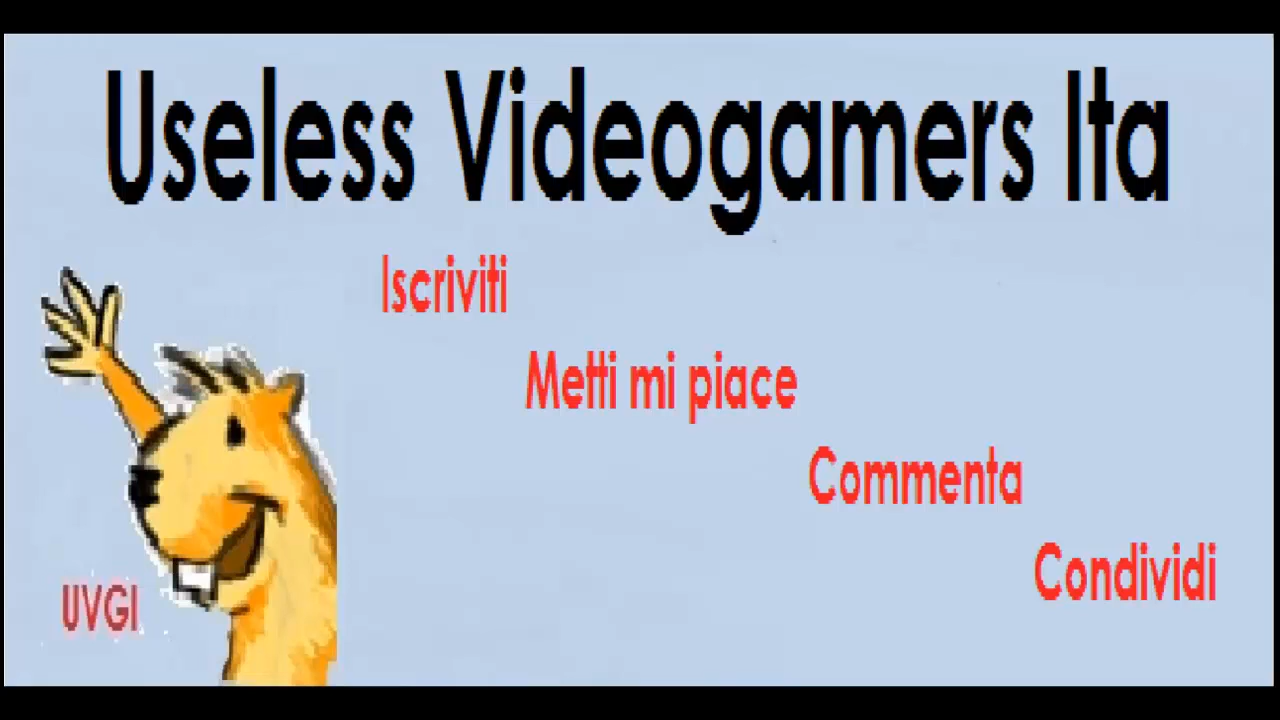 Useless Videogamers Ita
Iscriviti
Metti mi piace
Commenta
Condividi
UVGI